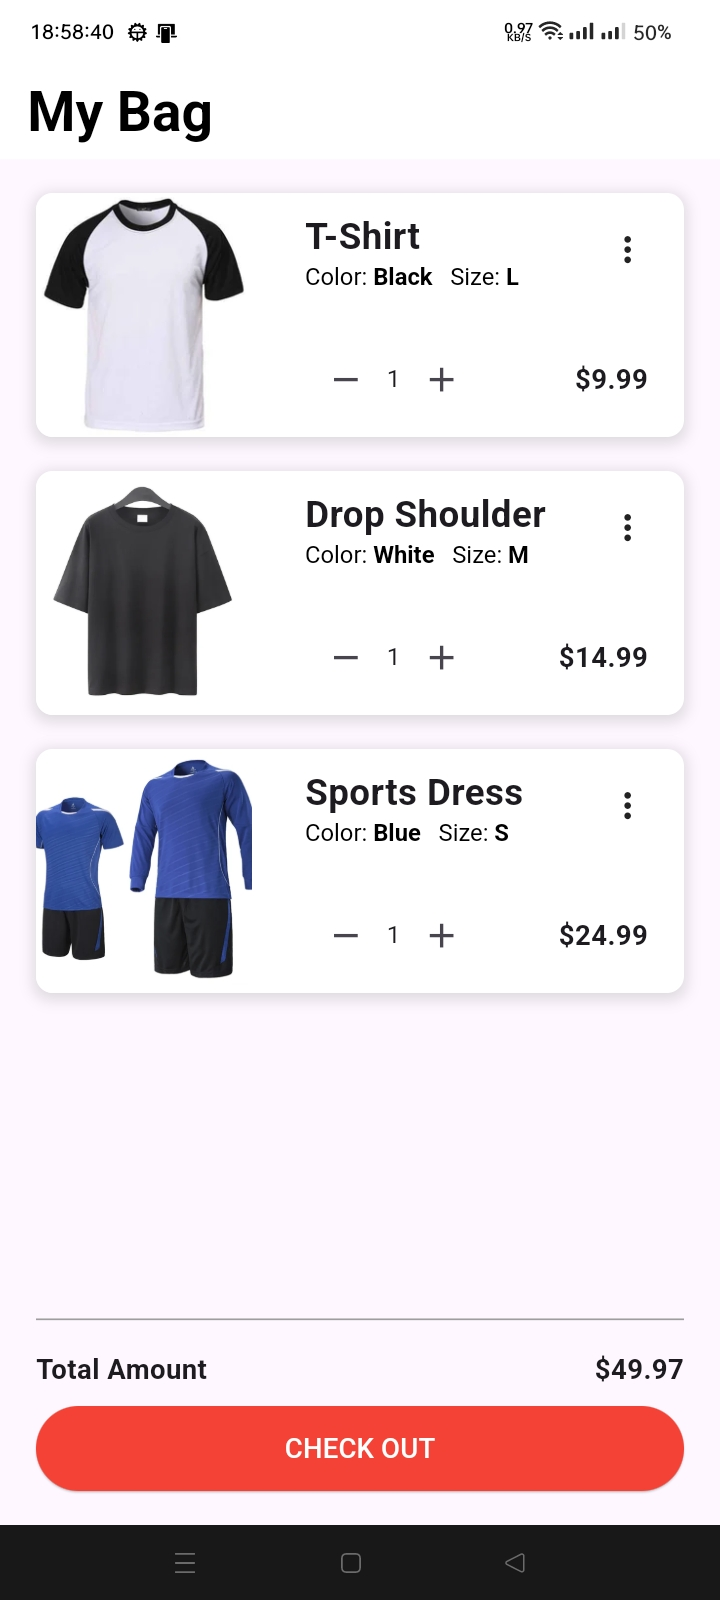 18:58:40 0.97 KB/S 50%
My Bag
T-Shirt
Color: Black Size: L
1 $9.99
Drop Shoulder
Color: White Size: M
1 $14.99
Sports Dress
Color: Blue Size: S
1 $24.99
Total Amount $49.97
CHECK OUT